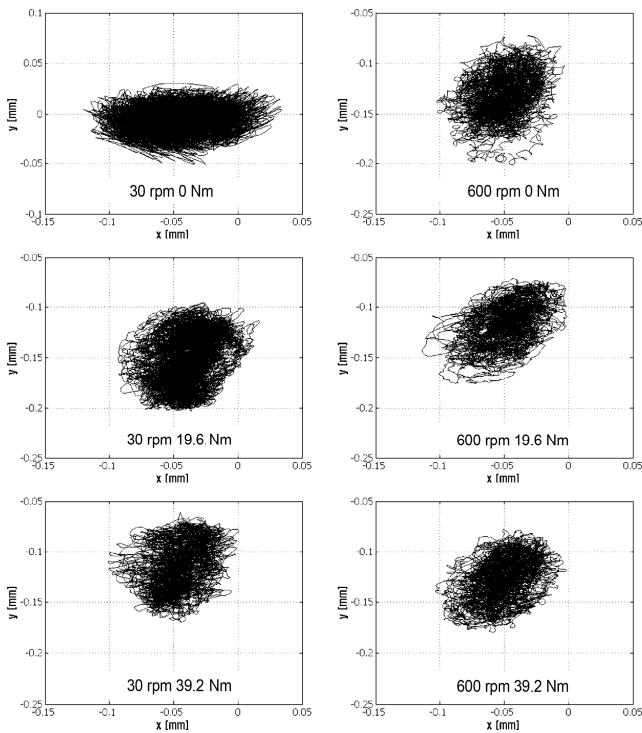 0.1
0.05
0
-0.05
0.1
y [mm]
-0.15 -0.1 -0.05 0 0.05
x [mm]
30 rpm 0 Nm
-0.05
-0.1
-0.15
-0.2
-0.25
y [mm]
-0.15 -0.1 -0.05 0 0.05
x [mm]
600 rpm 0 Nm
-0.05
-0.1
-0.15
-0.2
-0.25
y [mm]
-0.15 -0.1 -0.05 0 0.05
x [mm]
30 rpm 19.6 Nm
-0.05
-0.1
-0.15
-0.2
-0.25
y [mm]
-0.15 -0.1 -0.05 0 0.05
x [mm]
600 rpm 19.6 Nm
-0.05
-0.1
-0.15
-0.2
-0.25
y [mm]
-0.15 -0.1 -0.05 0 0.05
x [mm]
30 rpm 39.2 Nm
-0.05
-0.1
-0.15
-0.2
-0.25
y [mm]
-0.15 -0.1 -0.05 0 0.05
x [mm]
600 rpm 39.2 Nm